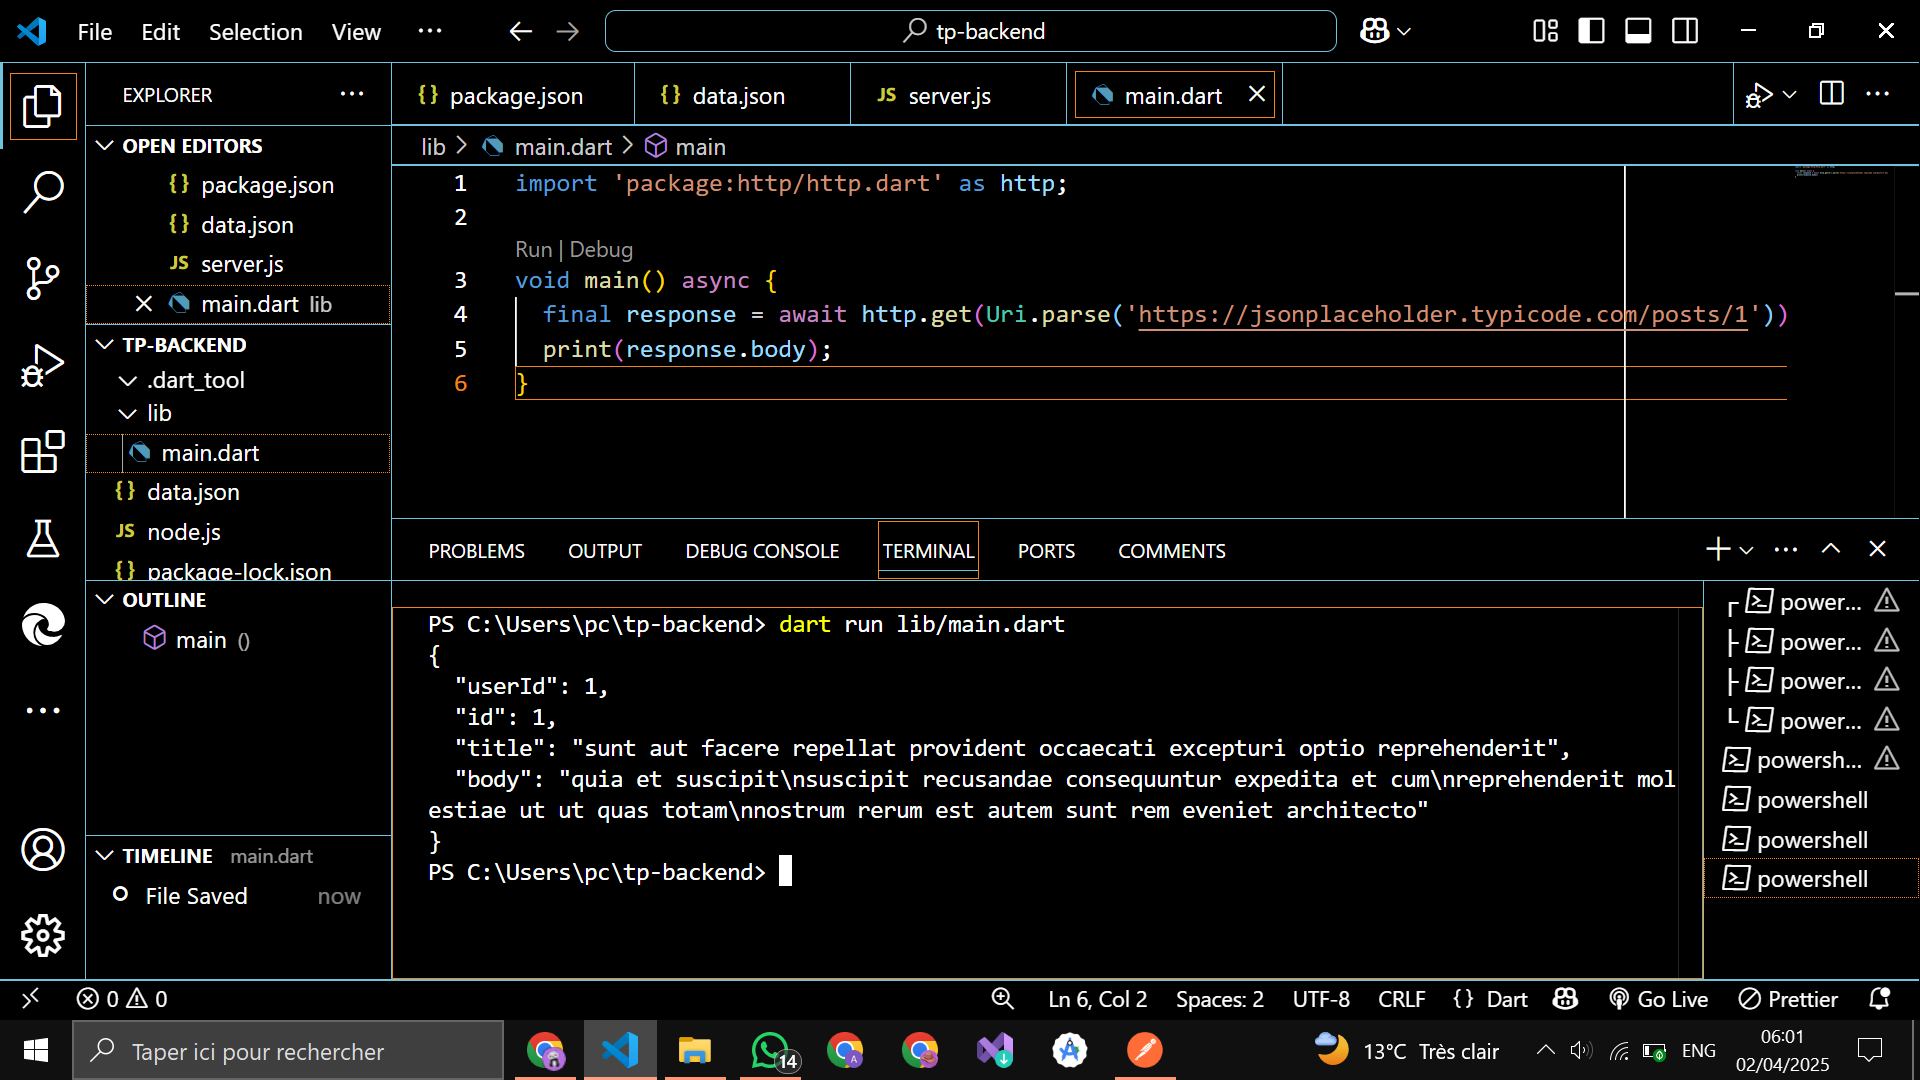 File Edit Selection View ··· tp-backend
EXPLORER ···
package.json data.json JS server.js main.dart
OPEN EDITORS
{} package.json
{} data.json
JS server.js
main.dart lib
TP-BACKEND
.dart_tool
lib
main.dart
{} data.json
JS node.js
{} package-lock.json
OUTLINE
main ()
TIMELINE main.dart
File Saved now
lib > main.dart > main
1 import 'package:http/http.dart' as http;
2
Run | Debug
3 void main() async {
4 final response = await http.get(Uri.parse('https://jsonplaceholder.typicode.com/posts/1'))
5 print(response.body);
6 }
PROBLEMS OUTPUT DEBUG CONSOLE TERMINAL PORTS COMMENTS
PS C:\Users\pc\tp-backend> dart run lib/main.dart
{
"userId": 1,
"id": 1,
"title": "sunt aut facere repellat provident occaecati excepturi optio reprehenderit",
"body": "quia et suscipit\nsuscipit recusandae consequuntur expedita et cum\nreprehenderit mol
estiae ut ut quas totam\nnostrum rerum est autem sunt rem eveniet architecto"
}
PS C:\Users\pc\tp-backend>
power...
power...
power...
power...
powersh...
powershell
powershell
powershell
0 0 Ln 6, Col 2 Spaces: 2 UTF-8 CRLF {} Dart Go Live Prettier
Taper ici pour rechercher 14 A 13°C Très clair ENG
06:01
02/04/2025